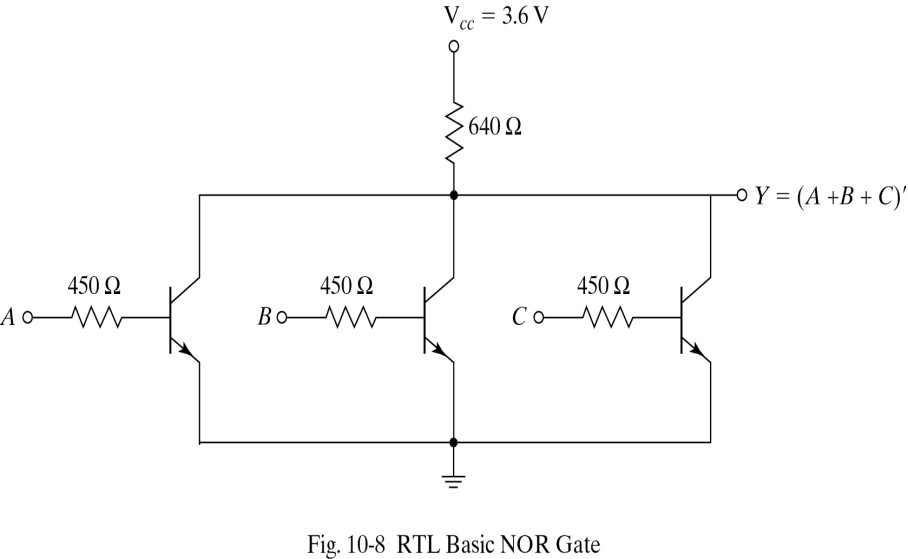 V_cc = 3.6 V
640 Ω
Y = (A +B + C)′
450 Ω
A
450 Ω
B
450 Ω
C
Fig. 10-8 RTL Basic NOR Gate